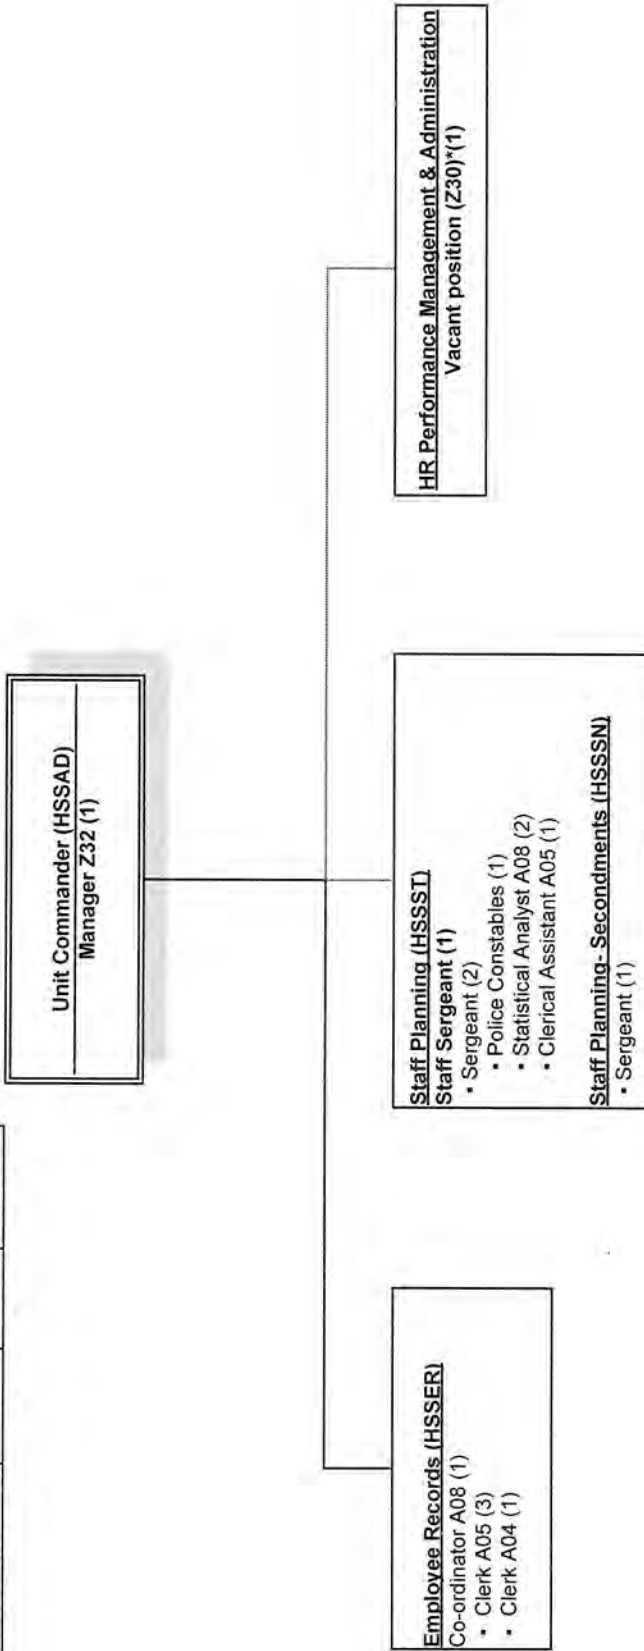 Unit Commander (HSSAD)
Manager Z32 (1)
Employee Records (HSSER)
Co-ordinator A08 (1)
▪ Clerk A05 (3)
▪ Clerk A04 (1)
Staff Planning (HSSST)
Staff Sergeant (1)
▪ Sergeant (2)
▪ Police Constables (1)
▪ Statistical Analyst A08 (2)
▪ Clerical Assistant A05 (1)
Staff Planning- Secondments (HSSSN)
▪ Sergeant (1)
HR Performance Management & Administration
Vacant position (Z30)*(1)